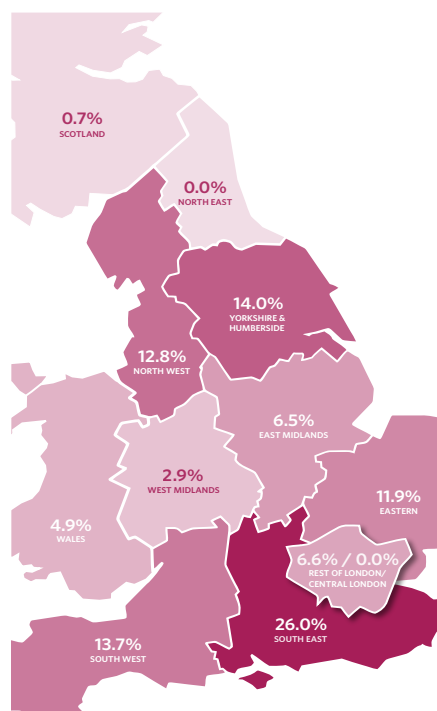 0.7%
SCOTLAND
0.0%
NORTH EAST
14.0%
YORKSHIRE &
HUMBERSIDE
12.8%
NORTH WEST
6.5%
EAST MIDLANDS
2.9%
WEST MIDLANDS
11.9%
EASTERN
4.9%
WALES
6.6% / 0.0%
REST OF LONDON/
CENTRAL LONDON
26.0%
SOUTH EAST
13.7%
SOUTH WEST